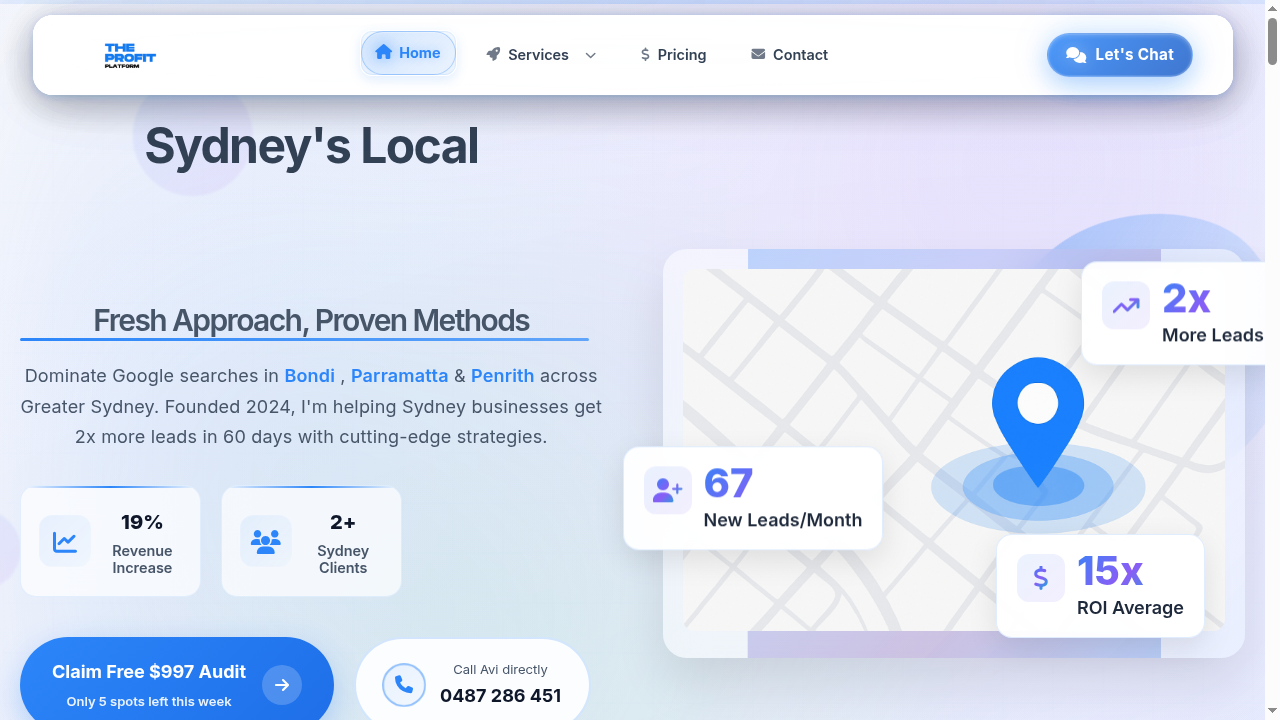 THE
PROFIT
PLATFORM
Home
Services
Pricing
Contact
Let's Chat
Sydney's Local
Fresh Approach, Proven Methods
Dominate Google searches in Bondi , Parramatta & Penrith across
Greater Sydney. Founded 2024, I'm helping Sydney businesses get
2x more leads in 60 days with cutting-edge strategies.
19%
Revenue
Increase
2+
Sydney
Clients
Claim Free $997 Audit
Only 5 spots left this week
Call Avi directly
0487 286 451
2x
More Leads
67
New Leads/Month
15x
ROI Average